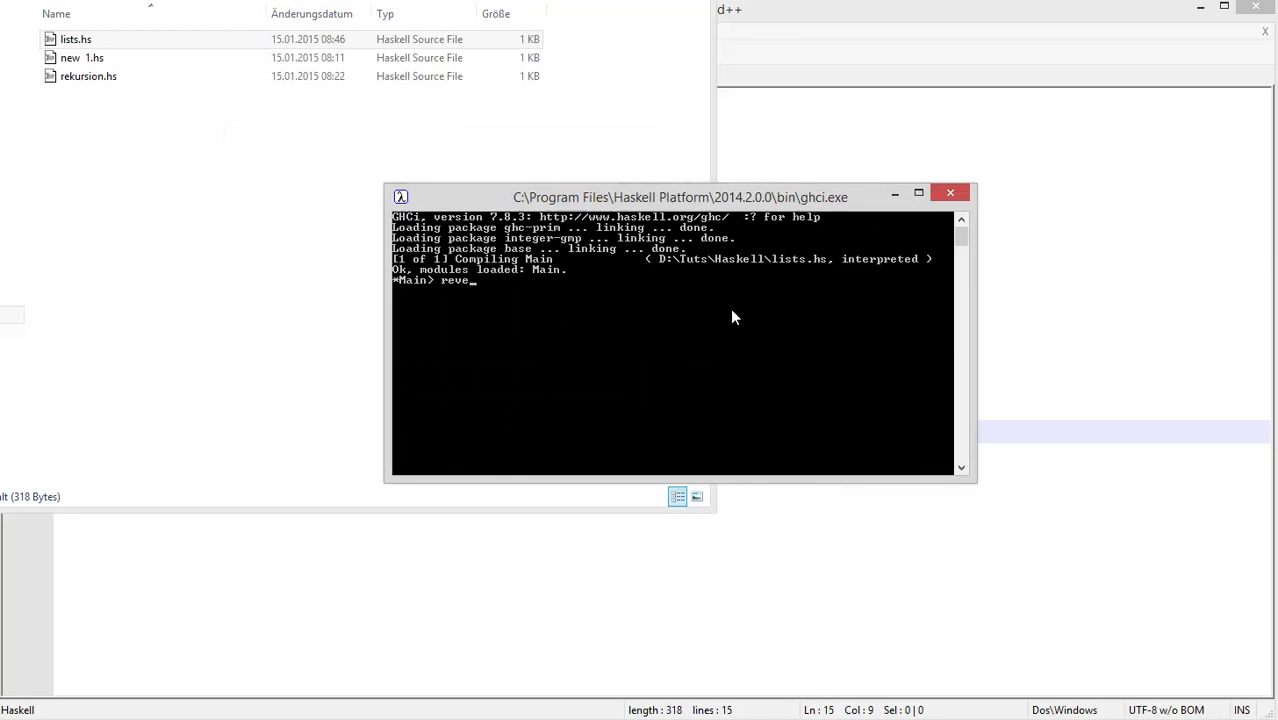 Name Änderungsdatum Typ Größe
d++
lists.hs 15.01.2015 08:46 Haskell Source File 1 KB
X
new 1.hs 15.01.2015 08:11 Haskell Source File 1 KB
rekursion.hs 15.01.2015 08:22 Haskell Source File 1 KB
C:\Program Files\Haskell Platform\2014.2.0.0\bin\ghci.exe
GHCi, version 7.8.3: http://www.haskell.org/ghc/ :? for help
Loading package ghc-prim ... linking ... done.
Loading package integer-gmp ... linking ... done.
Loading package base ... linking ... done.
[1 of 1] Compiling Main ( D:\Tuts\Haskell\lists.hs, interpreted )
Ok, modules loaded: Main.
*Main> reve_
lt (318 Bytes)
Haskell length : 318 lines : 15 Ln : 15 Col : 9 Sel : 0 | 0 Dos\Windows UTF-8 w/o BOM INS